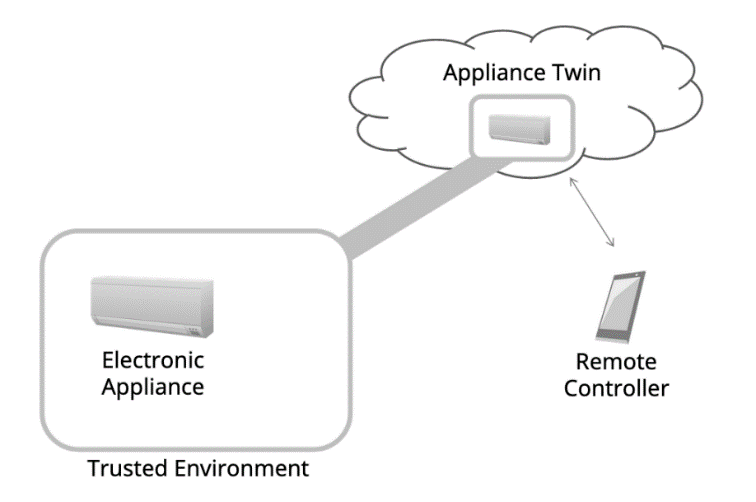 Appliance Twin
Electronic
Appliance
Remote
Controller
Trusted Environment